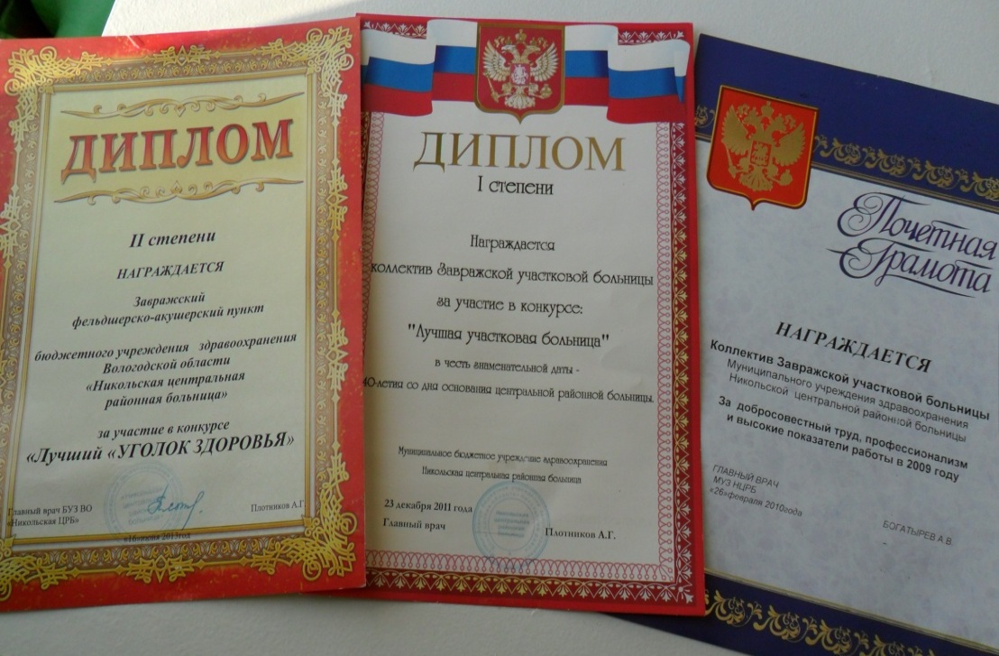 ДИПЛОМ
II степени
НАГРАЖДАЕТСЯ
Завражский
фельдшерско-акушерский пункт
бюджетного учреждения здравоохранения
Вологодской области
«Никольская центральная
районная больница»
за участие в конкурсе
«Лучший «УГОЛОК ЗДОРОВЬЯ»
Главный врач БУЗ ВО
«Никольская ЦРБ»
Плотников А.Г
«16»июня 2013год
ДИПЛОМ
I степени
Награждается
коллектив Завражской участковой больницы
за участие в конкурсе:
"Лучшая участковая больница"
в честь знаменательной даты -
40-летия со дня основания центральной районной больницы.
Муниципальное бюджетное учреждение здравоохранения
Никольская центральная районная больница
23 декабря 2011 года
Главный врач
Плотников А.Г.
Почетная
Грамота
НАГРАЖДАЕТСЯ
Коллектив Завражской участковой больницы
Муниципального учреждения здравоохранения
Никольской центральной районной больницы
За добросовестный труд, профессионализм
и высокие показатели работы в 2009 году
ГЛАВНЫЙ ВРАЧ
МУЗ НЦРБ
«26»февраля 2010года
БОГАТЫРЕВ А.В.